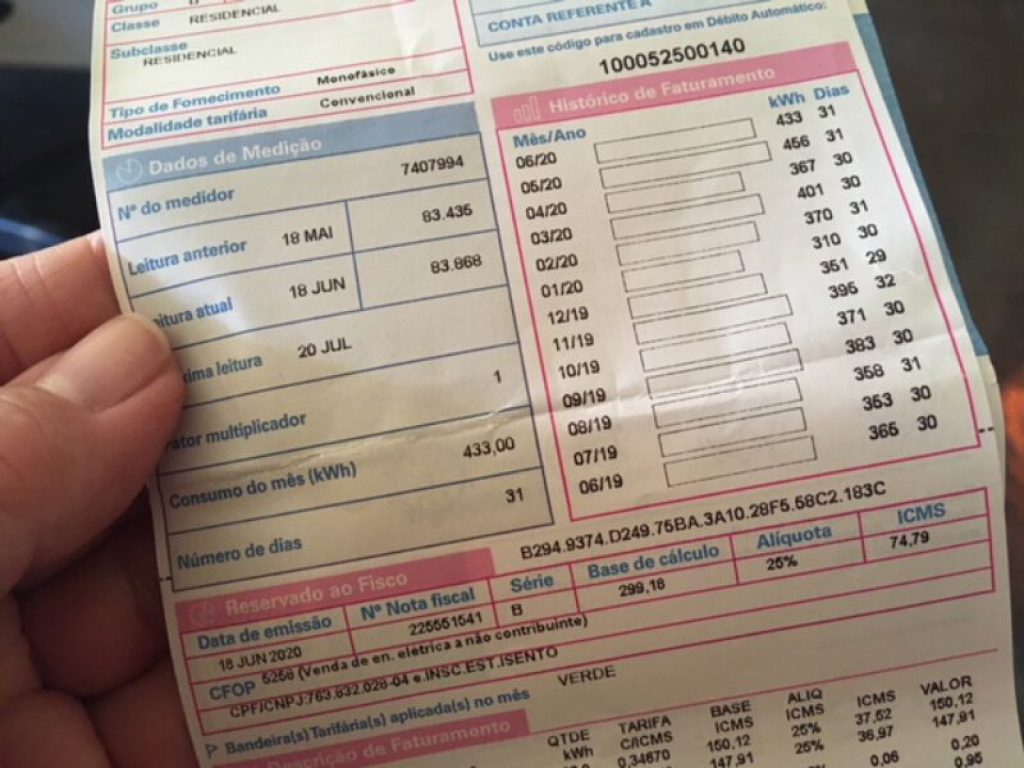 Grupo
Classe RESIDENCIAL
Subclasse
RESIDENCIAL
Tipo de Fornecimento Monofásico
Modalidade tarifária Convencional
Dados de Medição
Nº do medidor 7407994
Leitura anterior 18 MAI 83.435
itura atual 18 JUN 83.868
ima leitura 20 JUL
ator multiplicador 1
Consumo do mês (kWh) 433,00
Número de dias 31
CONTA REFERENTE A
Use este código para cadastro em Débito Automático:
100052500140
Histórico de Faturamento
Mês/Ano kWh Dias
06/20 433 31
05/20 456 31
04/20 367 30
03/20 401 30
02/20 370 31
01/20 310 30
12/19 351 29
11/19 395 32
10/19 371 30
09/19 383 30
08/19 358 31
07/19 353 30
06/19 365 30
B294.9374.D249.75BA.3A10.28F5.58C2.183C
Reservado ao Fisco
Data de emissão Nº Nota fiscal Série Base de cálculo Alíquota ICMS
18 JUN 2020 225551541 B 299,18 25% 74,79
CFOP 5258 (Venda de en. elétrica a não contribuinte)
CPF/CNPJ:763.632.028-04 e.INSC.EST.ISENTO
Bandeira(s) Tarifária(s) aplicada(s) no mês VERDE
Descrição de Faturamento
QTDE TARIFA BASE ALIQ ICMS VALOR
kWh C/ICMS ICMS ICMS 37,52 150,12
0,34670 150,12 25% 36,97 147,91
147,91 25% 0,06 0,20
0,95